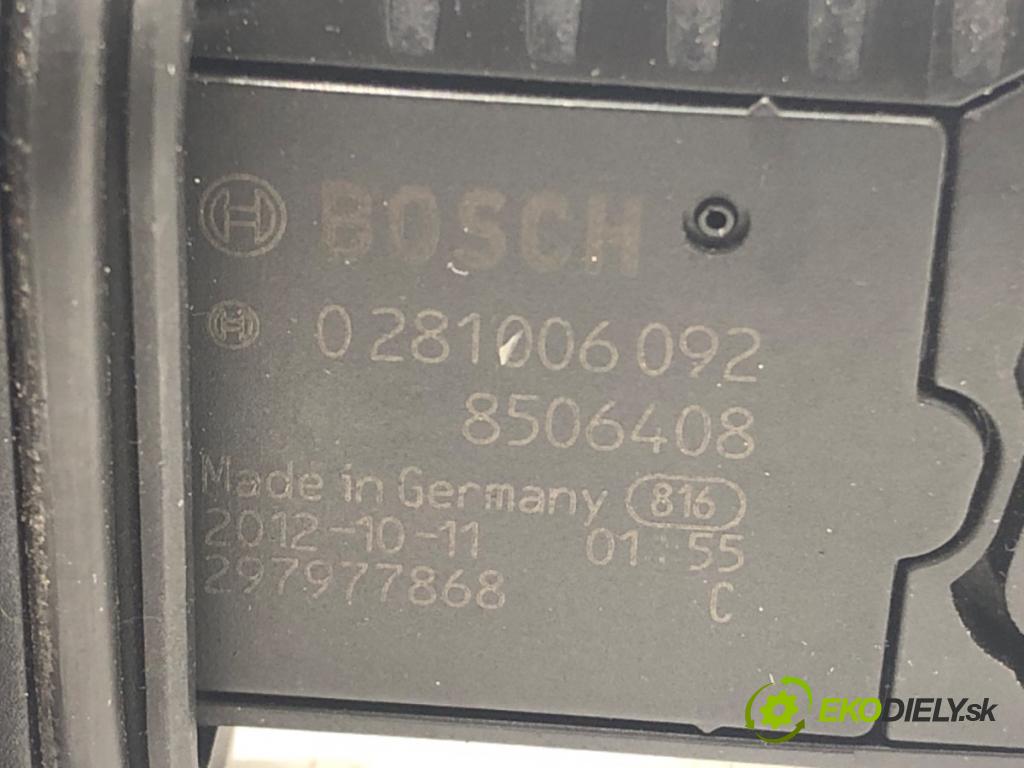 BOSCH
0 281 006 092
8506408
Made in Germany 816
2012-10-11 01:55
297977868 C
EKODIELY.sk